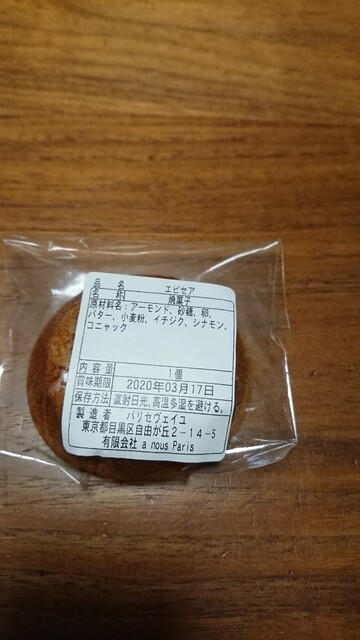 品 名 エピセア
名 称 焼菓子
原材料名:アーモンド、砂糖、卵、
バター、小麦粉、イチジク、シナモン、
コニャック
内 容 量 1個
賞味期限 2020年03月17日
保存方法 直射日光、高温多湿を避ける。
製 造 者 パリセヴェイユ
東京都目黒区自由が丘2-14-5
有限会社 a nous Paris